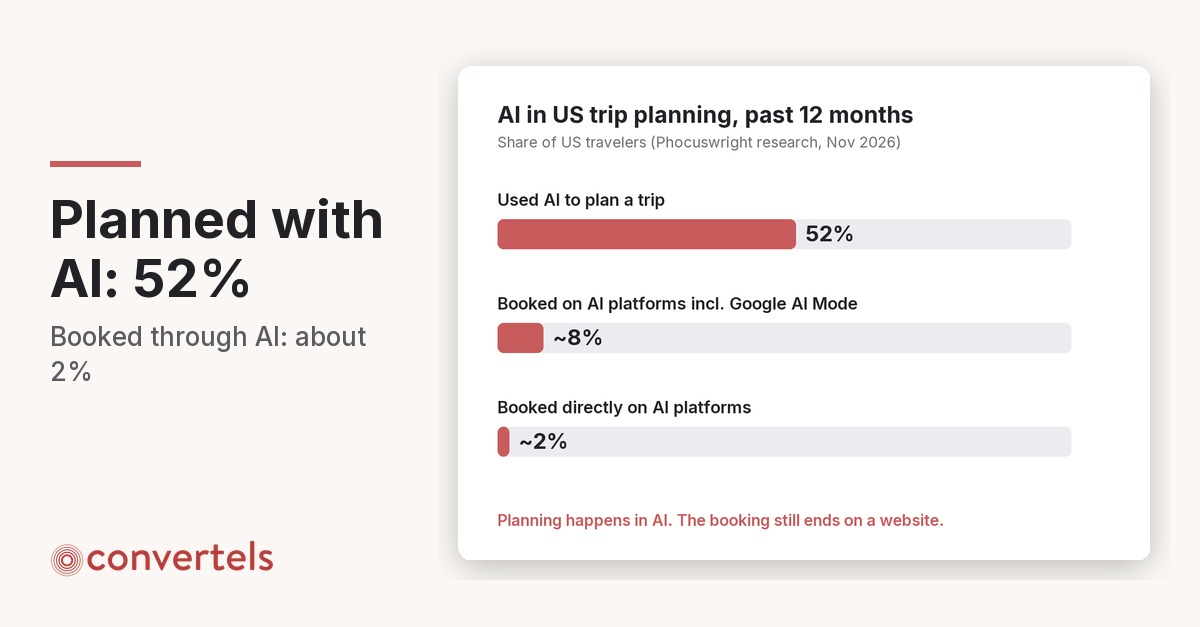 Planned with
AI: 52%
Booked through AI: about
2%
convertels
AI in US trip planning, past 12 months
Share of US travelers (Phocuswright research, Nov 2026)
Used AI to plan a trip
52%
Booked on AI platforms incl. Google AI Mode
~8%
Booked directly on AI platforms
~2%
Planning happens in AI. The booking still ends on a website.